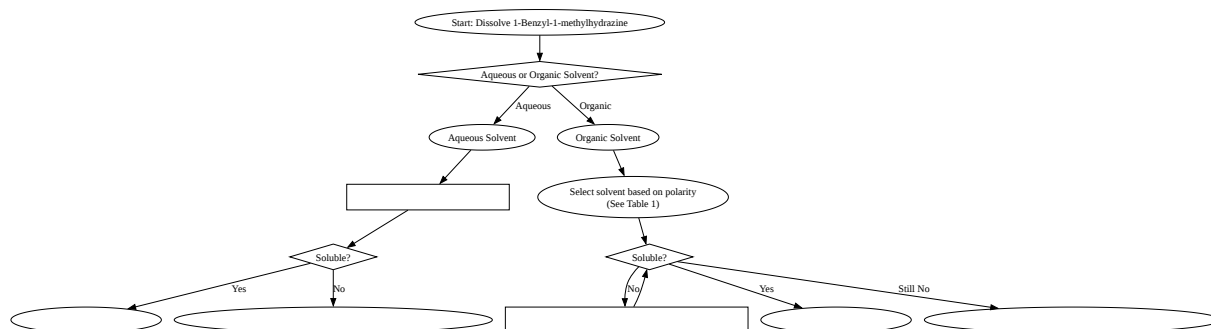 Start: Dissolve 1-Benzyl-1-methylhydrazine
Aqueous or Organic Solvent?
Aqueous
Organic
Aqueous Solvent
Organic Solvent
Select solvent based on polarity
(See Table 1)
Soluble?
Soluble?
Yes
No
No
Yes
Still No